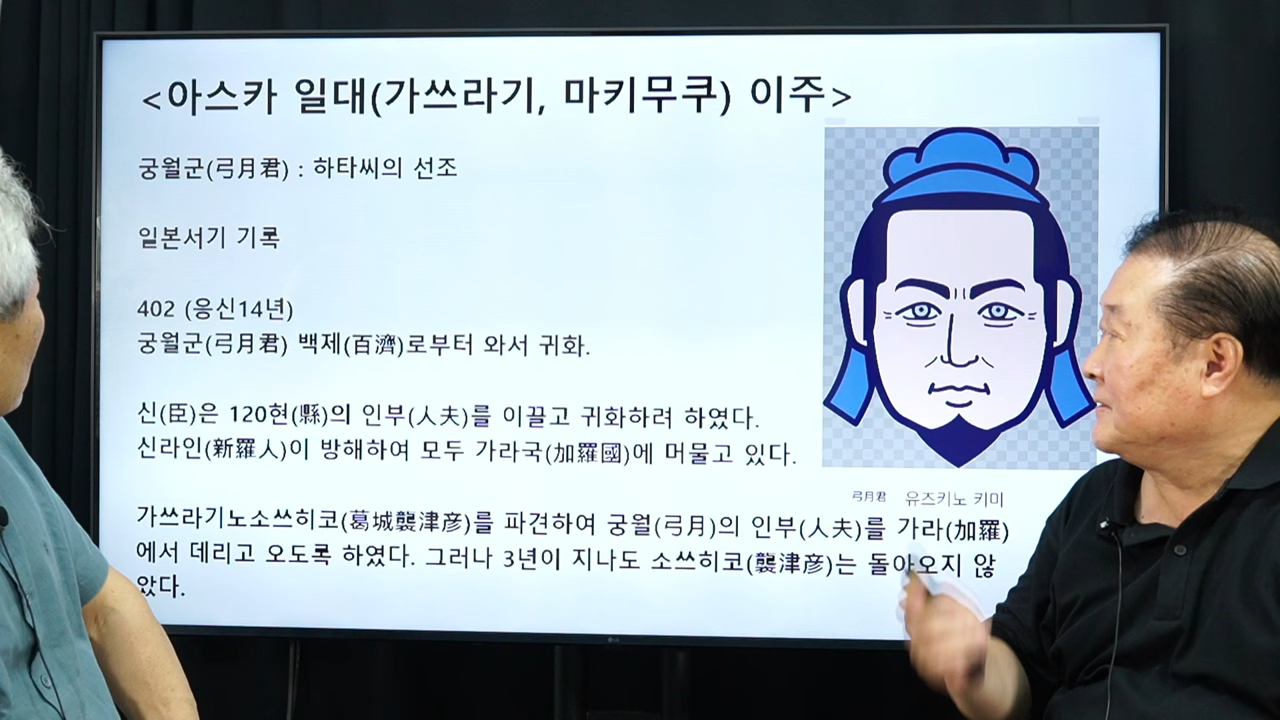 <아스카 일대(가쓰라기, 마키무쿠) 이주>
궁월군(弓月君) : 하타씨의 선조
일본서기 기록
402 (응신14년)
궁월군(弓月君) 백제(百濟)로부터 와서 귀화.
신(臣)은 120현(縣)의 인부(人夫)를 이끌고 귀화하려 하였다.
신라인(新羅人)이 방해하여 모두 가라국(加羅國)에 머물고 있다.
弓月君 유즈키노 키미
가쓰라기노소쓰히코(葛城襲津彦)를 파견하여 궁월(弓月)의 인부(人夫)를 가라(加羅)
에서 데리고 오도록 하였다. 그러나 3년이 지나도 소쓰히코(襲津彦)는 돌아오지 않
았다.
LG